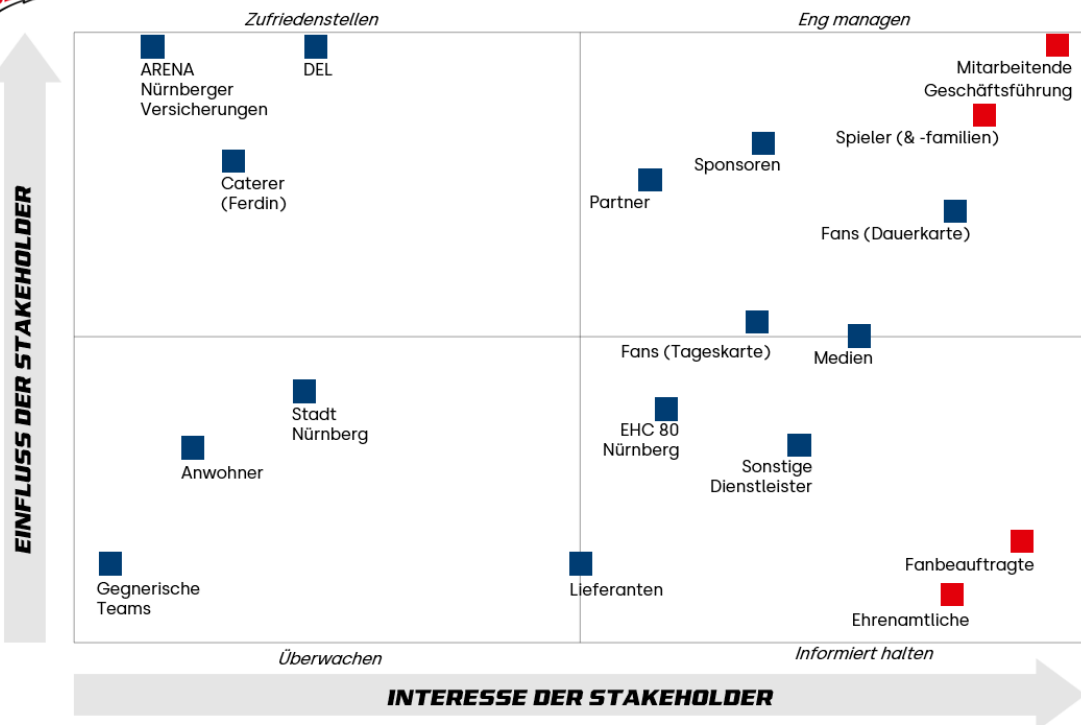 Zufriedenstellen
Eng managen
ARENA
Nürnberger
Versicherungen
DEL
Mitarbeitende
Geschäftsführung
Spieler (& -familien)
Caterer
(Ferdin)
Sponsoren
Partner
Fans (Dauerkarte)
EINFLUSS DER STAKEHOLDER
Fans (Tageskarte)
Medien
Stadt
Nürnberg
Anwohner
EHC 80
Nürnberg
Sonstige
Dienstleister
Gegnerische
Teams
Lieferanten
Fanbeauftragte
Ehrenamtliche
Überwachen
Informiert halten
INTERESSE DER STAKEHOLDER